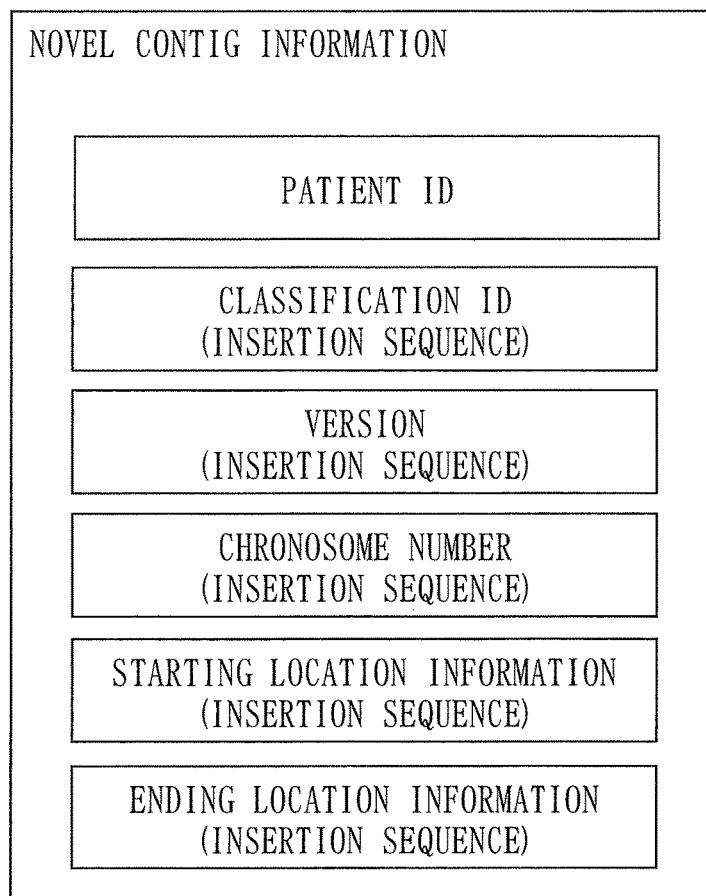 NOVEL CONTIG INFORMATION
PATIENT ID
CLASSIFICATION ID
(INSERTION SEQUENCE)
VERSION
(INSERTION SEQUENCE)
CHRONOSOME NUMBER
(INSERTION SEQUENCE)
STARTING LOCATION INFORMATION
(INSERTION SEQUENCE)
ENDING LOCATION INFORMATION
(INSERTION SEQUENCE)